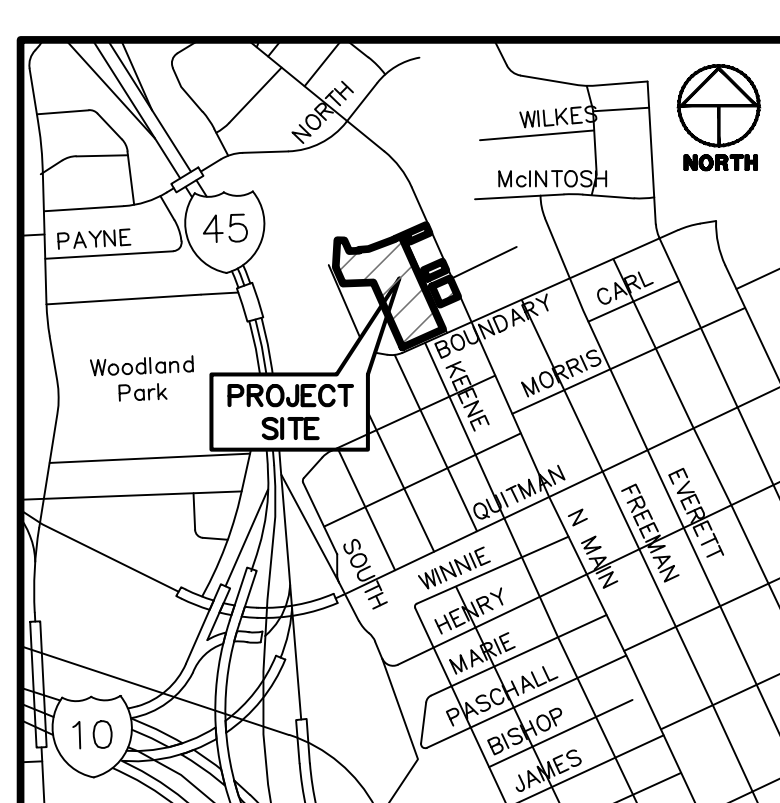 NORTH
WILKES
NORTH
McINTOSH
45
PAYNE
CARL
BOUNDARY
Woodland
Park
KEENE
MORRIS
PROJECT
SITE
QUITMAN
EVERETT
FREEMAN
N MAIN
SOUTH
WINNIE
HENRY
MARIE
PASCHALL
10
BISHOP
JAMES